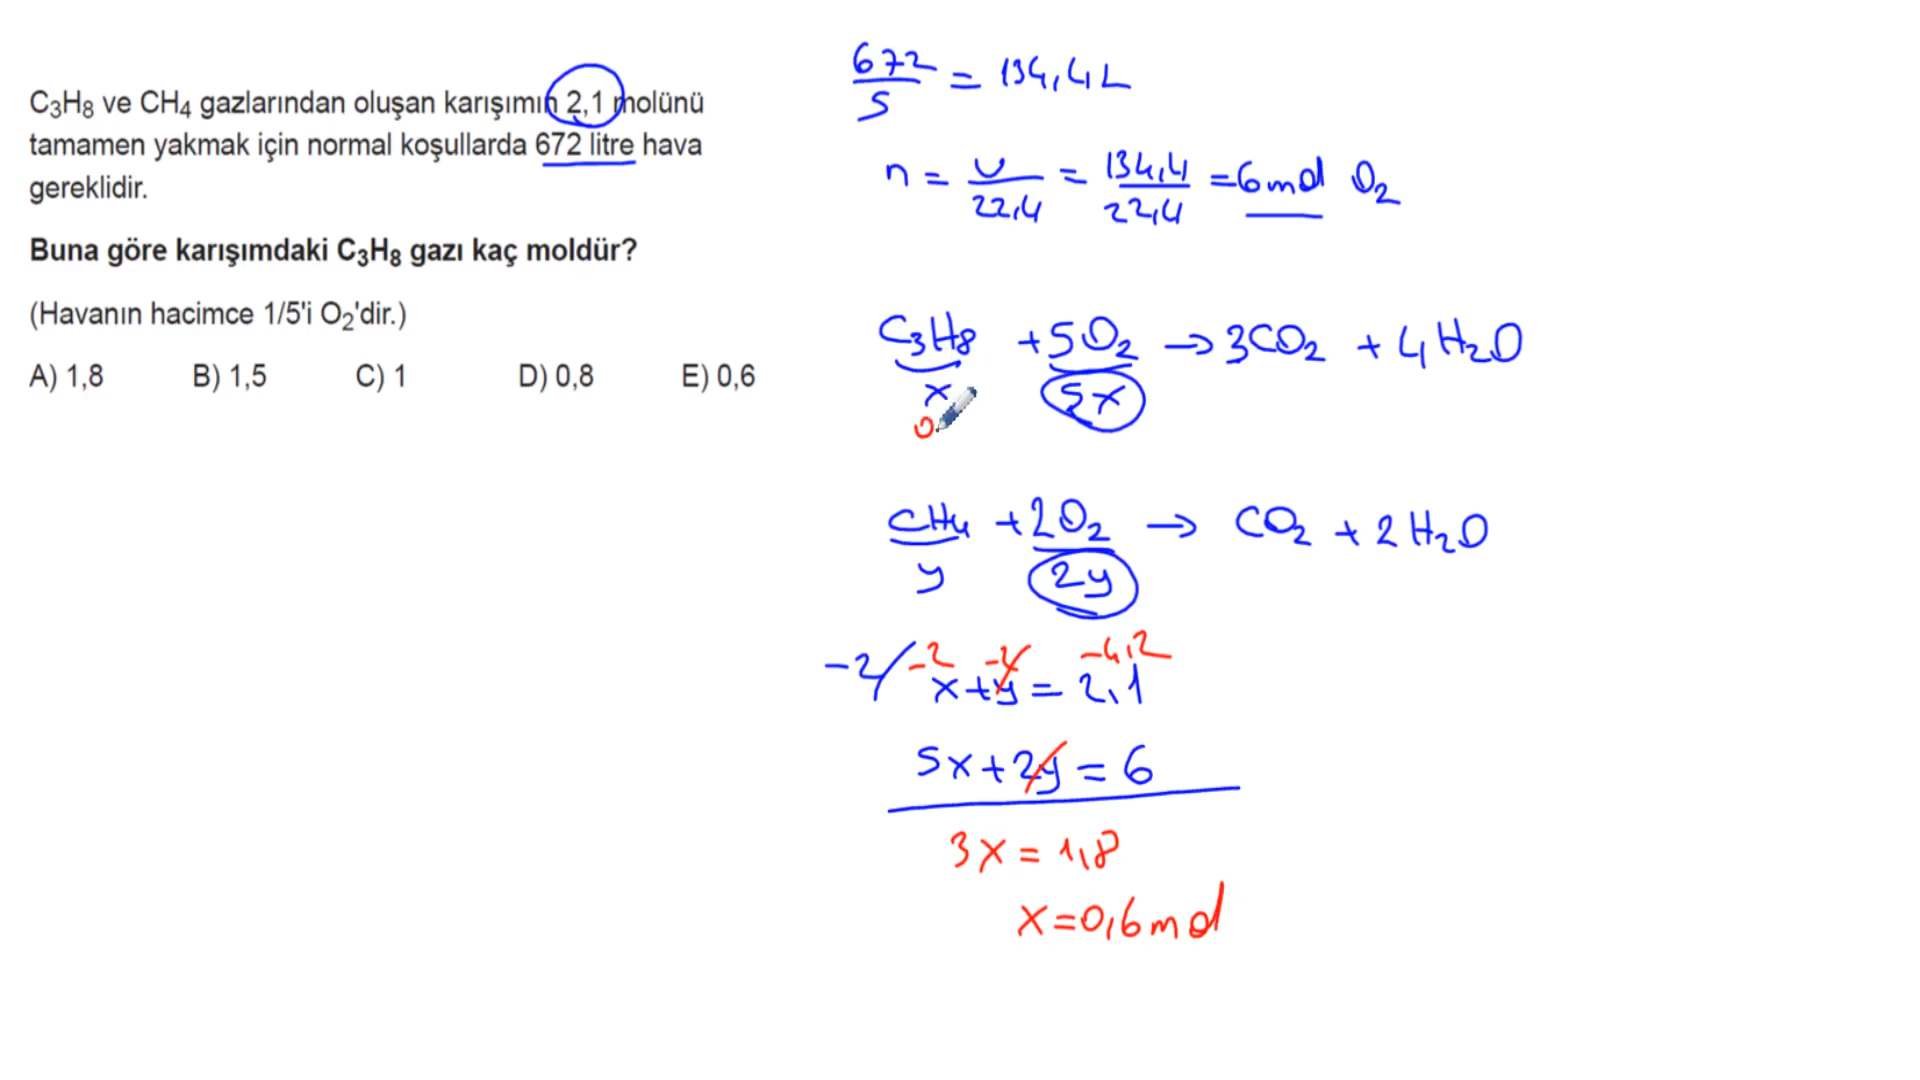 C₃H₈ ve CH₄ gazlarından oluşan karışımın 2,1 molünü
tamamen yakmak için normal koşullarda 672 litre hava
gereklidir.
Buna göre karışımdaki C₃H₈ gazı kaç moldür?
(Havanın hacimce 1/5'i O₂'dir.)
A) 1,8 B) 1,5 C) 1 D) 0,8 E) 0,6
672/5 = 134,4 L
n = v/22,4 = 134,4/22,4 = 6 mol O₂
C₃H₈ + 5O₂ → 3CO₂ + 4H₂O
x 5x
0
CH₄ + 2O₂ → CO₂ + 2H₂O
y 2y
-2 -2 -4,2
-2/ x + y = 2,1
5x + 2y = 6
3x = 1,8
x = 0,6 mol